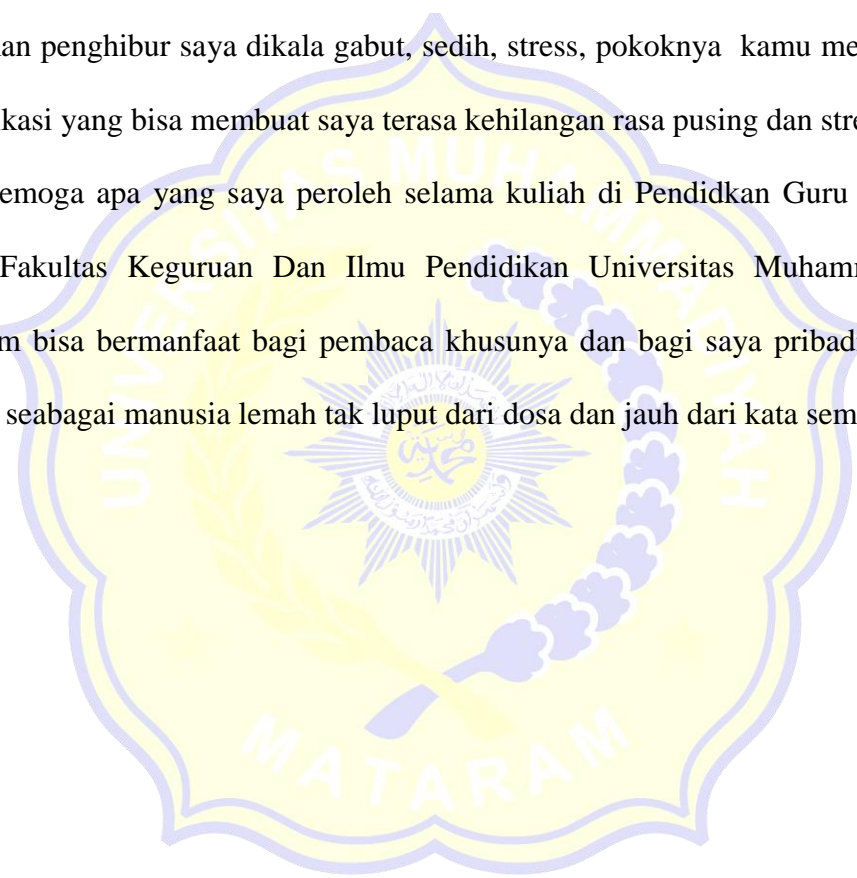 an penghibur saya dikala gabut, sedih, stress, pokoknya kamu me
kasi yang bisa membuat saya terasa kehilangan rasa pusing dan stre
emoga apa yang saya peroleh selama kuliah di Pendidkan Guru
Fakultas Keguruan Dan Ilmu Pendidikan Universitas Muhamm
m bisa bermanfaat bagi pembaca khusunya dan bagi saya pribadi
seabagai manusia lemah tak luput dari dosa dan jauh dari kata sem
UNIVERSITAS MUHAMMADIYAH
MATARAM